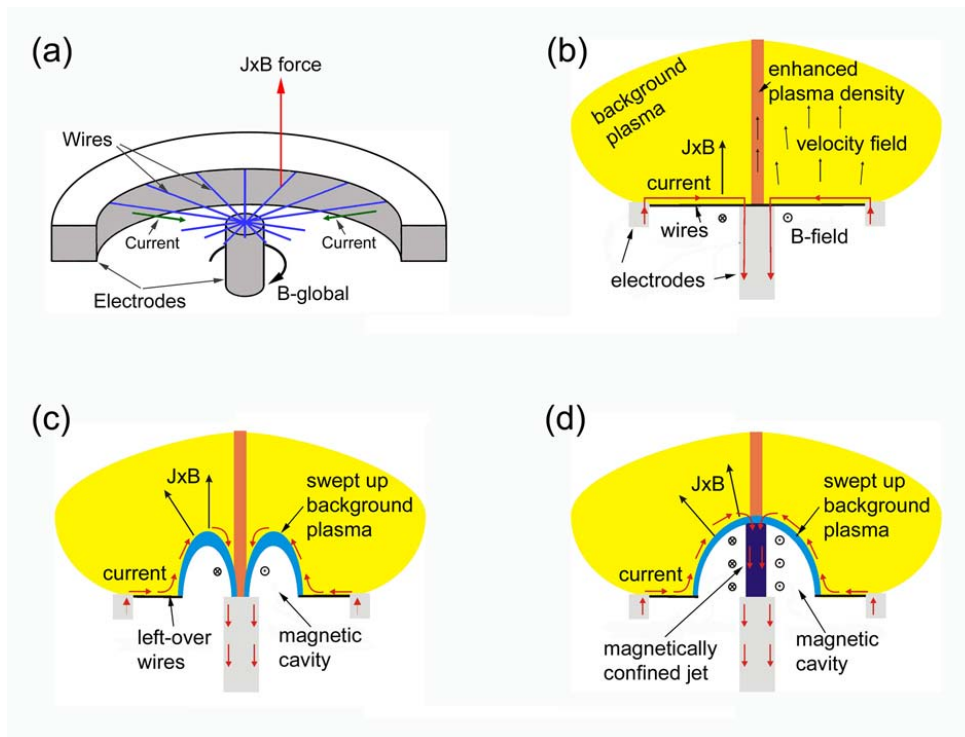 (a)
JxB force
Wires
Current
Current
Electrodes
B-global
(b)
background
plasma
enhanced
plasma density
JxB
velocity field
current
wires
B-field
electrodes
(c)
JxB
swept up
background
plasma
current
left-over
wires
magnetic
cavity
(d)
JxB
swept up
background
plasma
current
magnetically
confined jet
magnetic
cavity